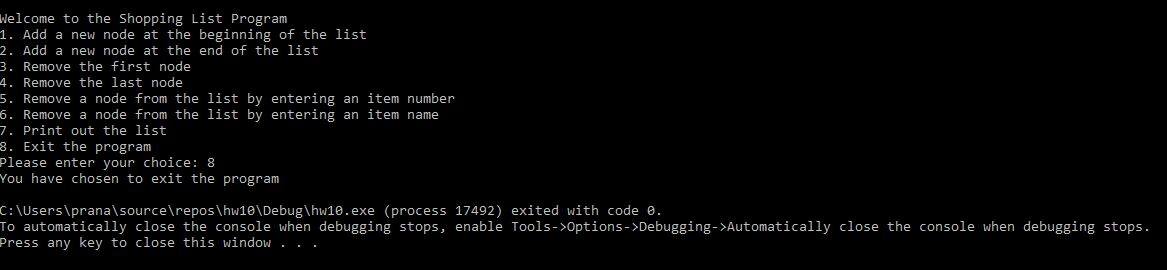 Welcome to the Shopping List Program
1. Add a new node at the beginning of the list
2. Add a new node at the end of the list
3. Remove the first node
4. Remove the last node
5. Remove a node from the list by entering an item number
6. Remove a node from the list by entering an item name
7. Print out the list
8. Exit the program
Please enter your choice: 8
You have chosen to exit the program
C:\Users\prana\source\repos\hw10\Debug\hw10.exe (process 17492) exited with code 0.
To automatically close the console when debugging stops, enable Tools->Options->Debugging->Automatically close the console when debugging stops.
Press any key to close this window . . .